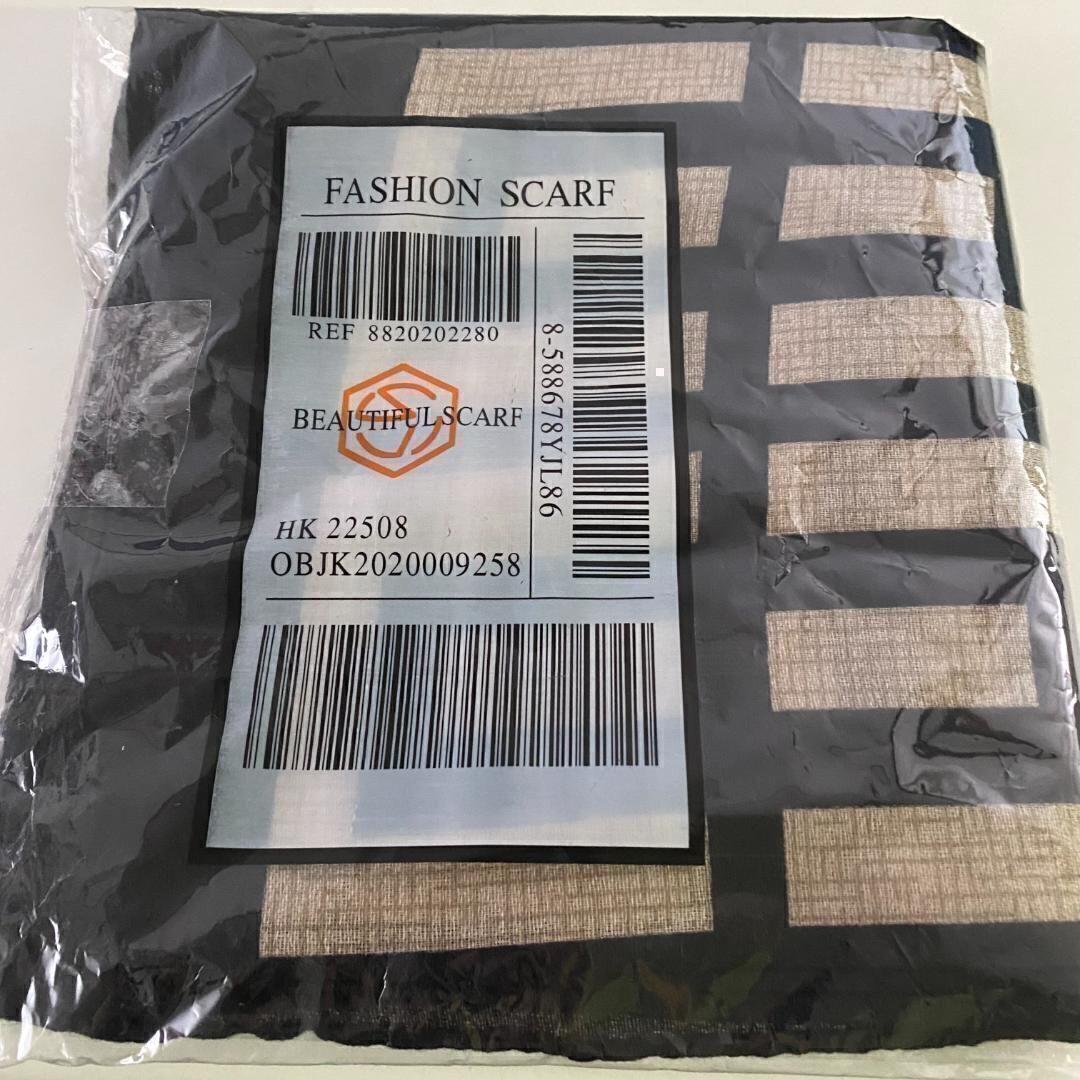 FASHION SCARF
REF 8820202280
8-588678YJL86
BEAUTIFUL SCARF
HK 22508
OBJK2020009258